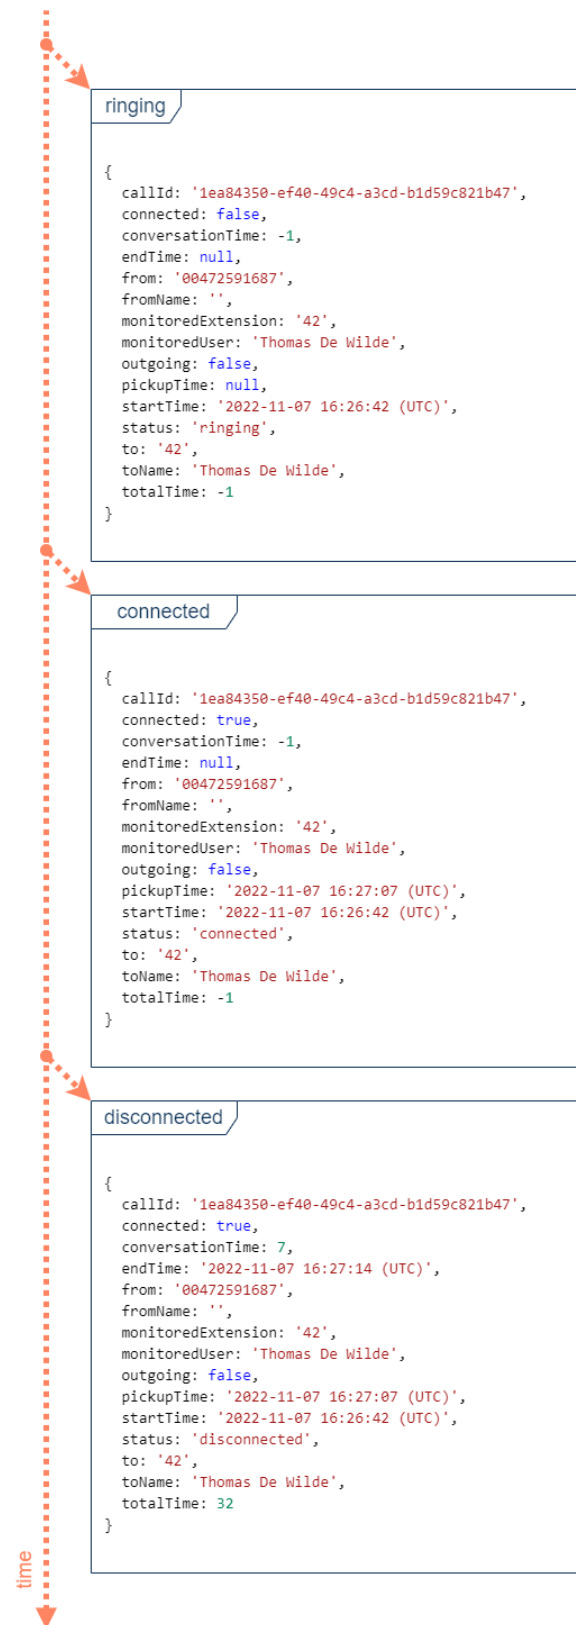 ringing
{
callId: '1ea84350-ef40-49c4-a3cd-b1d59c821b47',
connected: false,
conversationTime: -1,
endTime: null,
from: '00472591687',
fromName: '',
monitoredExtension: '42',
monitoredUser: 'Thomas De Wilde',
outgoing: false,
pickupTime: null,
startTime: '2022-11-07 16:26:42 (UTC)',
status: 'ringing',
to: '42',
toName: 'Thomas De Wilde',
totalTime: -1
}
connected
{
callId: '1ea84350-ef40-49c4-a3cd-b1d59c821b47',
connected: true,
conversationTime: -1,
endTime: null,
from: '00472591687',
fromName: '',
monitoredExtension: '42',
monitoredUser: 'Thomas De Wilde',
outgoing: false,
pickupTime: '2022-11-07 16:27:07 (UTC)',
startTime: '2022-11-07 16:26:42 (UTC)',
status: 'connected',
to: '42',
toName: 'Thomas De Wilde',
totalTime: -1
}
disconnected
{
callId: '1ea84350-ef40-49c4-a3cd-b1d59c821b47',
connected: true,
conversationTime: 7,
endTime: '2022-11-07 16:27:14 (UTC)',
from: '00472591687',
fromName: '',
monitoredExtension: '42',
monitoredUser: 'Thomas De Wilde',
outgoing: false,
pickupTime: '2022-11-07 16:27:07 (UTC)',
startTime: '2022-11-07 16:26:42 (UTC)',
status: 'disconnected',
to: '42',
toName: 'Thomas De Wilde',
totalTime: 32
}
time